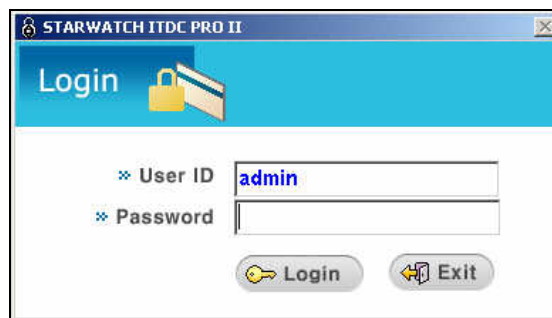 STARWATCH ITDC PRO II
Login
» User ID admin
» Password
Login Exit